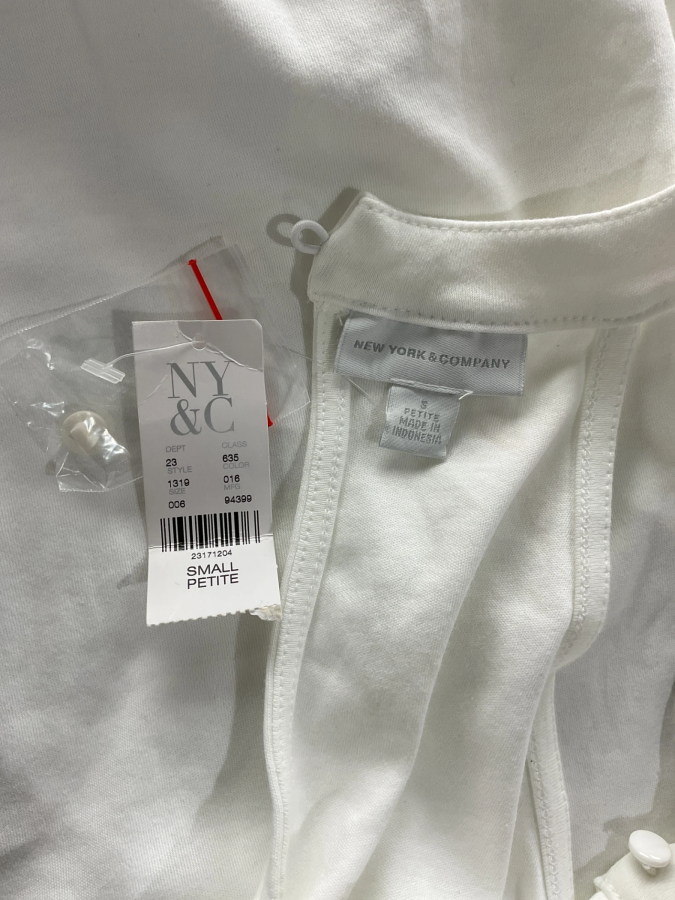 NY
&C
DEPT CLASS
23 635
STYLE COLOR
1319 016
SIZE MFG
006 94399
23171204
SMALL
PETITE
NEW YORK & COMPANY
S
PETITE
MADE IN
INDONESIA